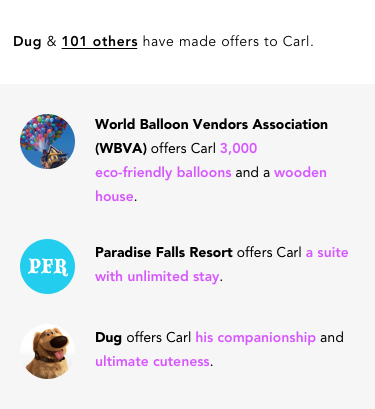 Dug & 101 others have made offers to Carl.
World Balloon Vendors Association
(WBVA) offers Carl 3,000
eco-friendly balloons and a wooden
house.
PFR
Paradise Falls Resort offers Carl a suite
with unlimited stay.
Dug offers Carl his companionship and
ultimate cuteness.